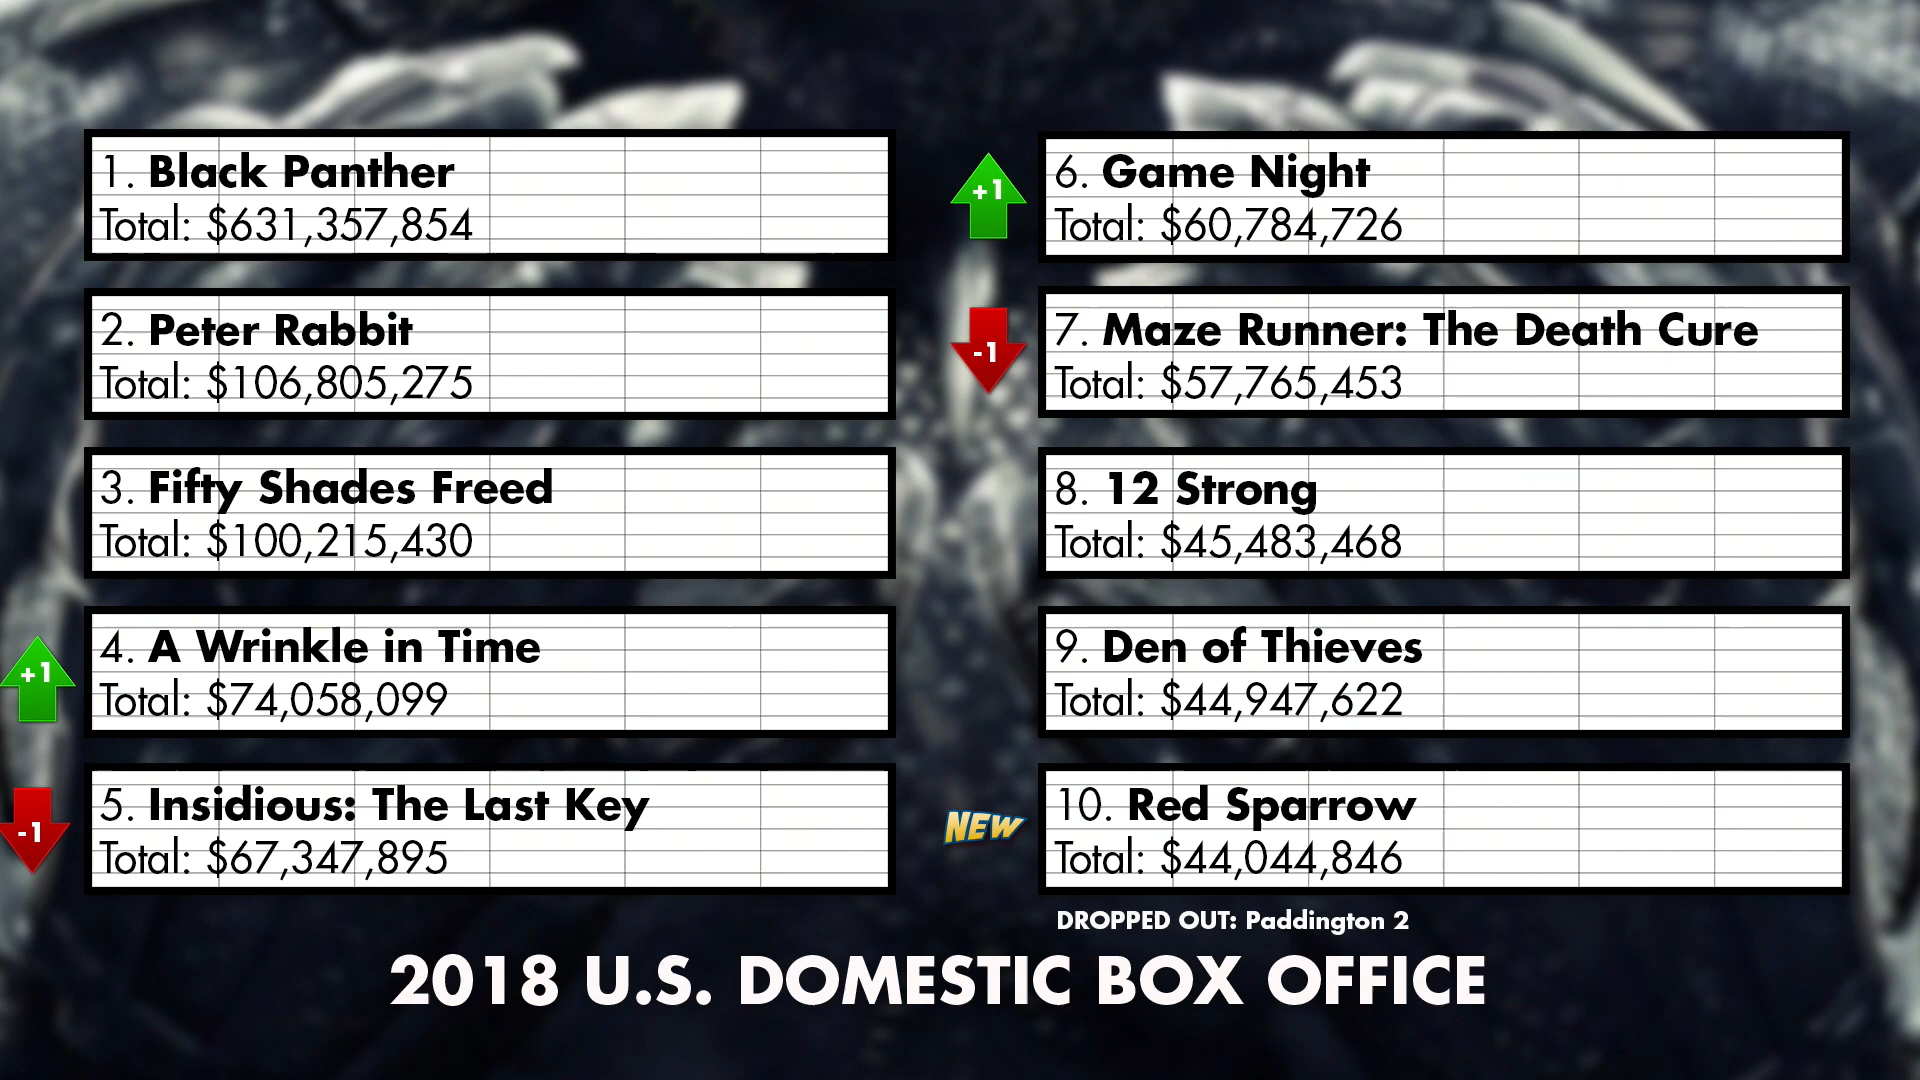 1. Black Panther
Total: $631,357,854
2. Peter Rabbit
Total: $106,805,275
3. Fifty Shades Freed
Total: $100,215,430
+1
4. A Wrinkle in Time
Total: $74,058,099
-1
5. Insidious: The Last Key
Total: $67,347,895
+1
6. Game Night
Total: $60,784,726
-1
7. Maze Runner: The Death Cure
Total: $57,765,453
8. 12 Strong
Total: $45,483,468
9. Den of Thieves
Total: $44,947,622
NEW
10. Red Sparrow
Total: $44,044,846
DROPPED OUT: Paddington 2
2018 U.S. DOMESTIC BOX OFFICE